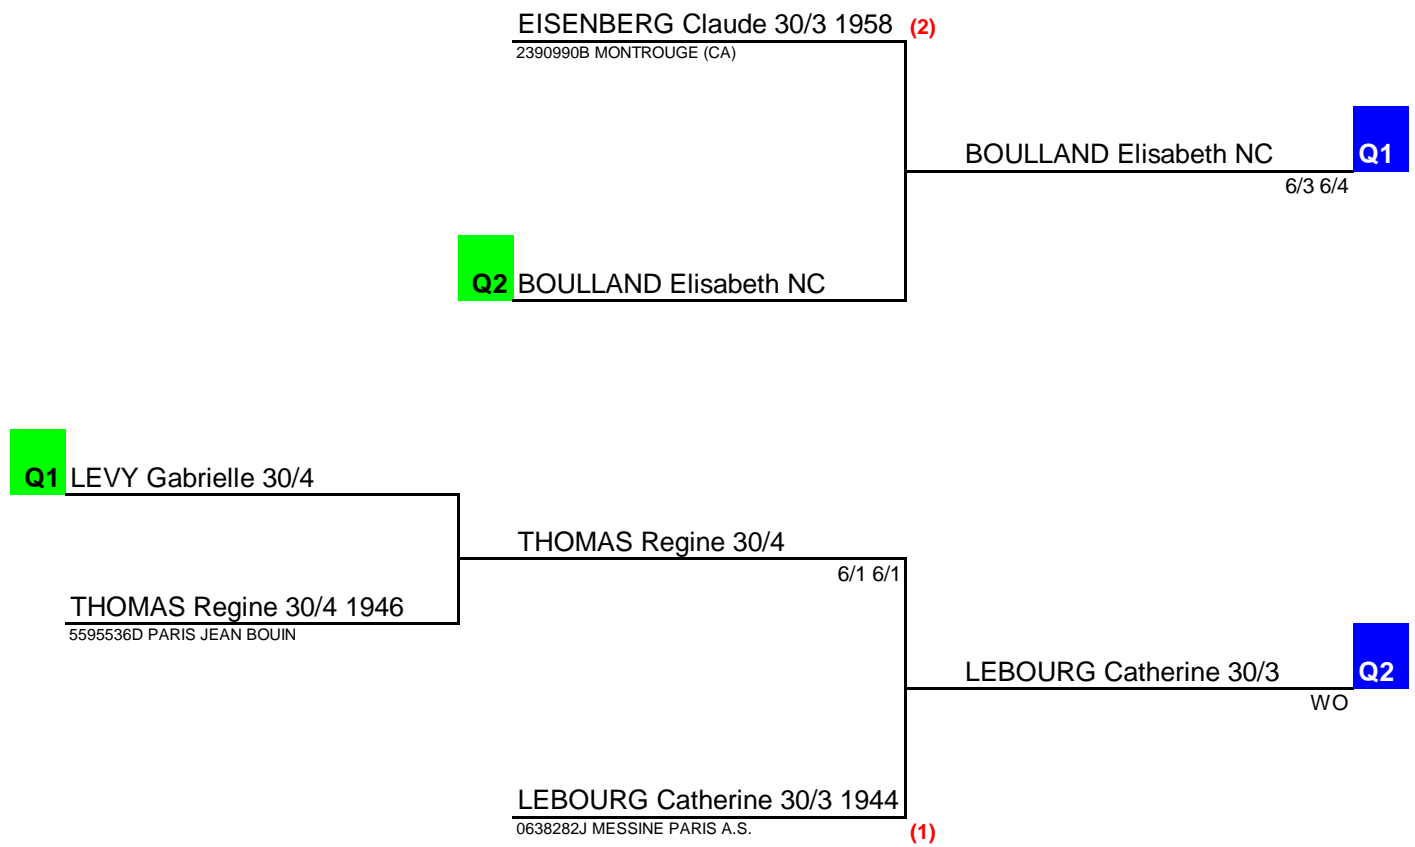 EISENBERG Claude 30/3 1958 (2)
2390990B MONTROUGE (CA)
BOULLAND Elisabeth NC Q1
6/3 6/4
Q2 BOULLAND Elisabeth NC
Q1 LEVY Gabrielle 30/4
THOMAS Regine 30/4
6/1 6/1
THOMAS Regine 30/4 1946
5595536D PARIS JEAN BOUIN
LEBOURG Catherine 30/3 Q2
WO
LEBOURG Catherine 30/3 1944
0638282J MESSINE PARIS A.S. (1)